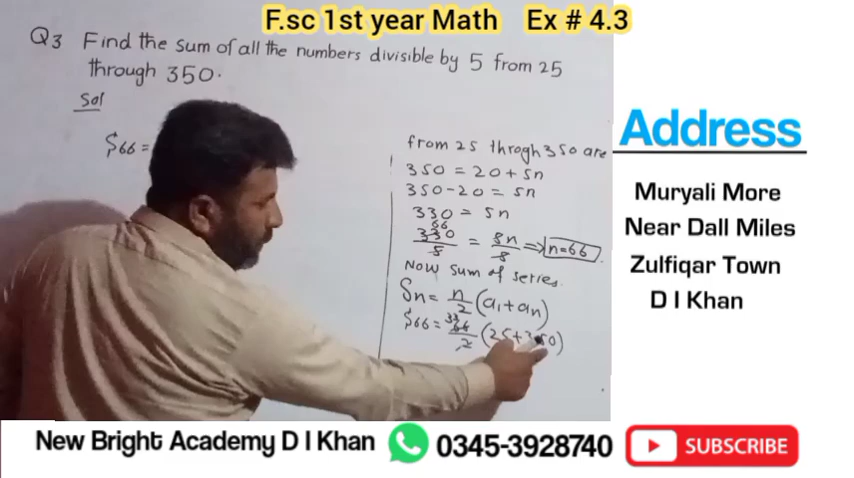 F.sc 1st year Math Ex # 4.3
Q3 Find the sum of all the numbers divisible by 5 from 25
through 350.
Sol
S66 =
from 25 throgh 350 are
350 = 20 + 5n
350 - 20 = 5n
330 = 5n
66
330/5 = 5n/5 => n=66
Now sum of series.
Sn = n/2 (a1 + an)
33
S66 = 66/2 (25 + 350)
Address
Muryali More
Near Dall Miles
Zulfiqar Town
D I Khan
New Bright Academy D I Khan 0345-3928740 SUBSCRIBE